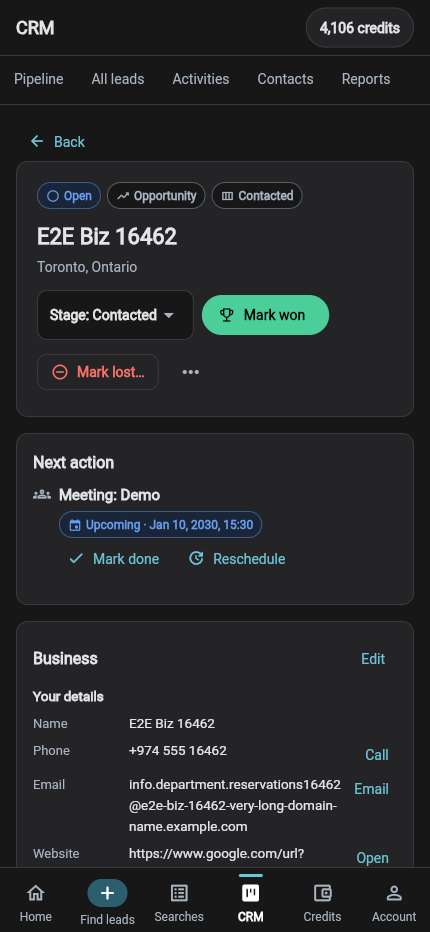 CRM
4,106 credits
Pipeline All leads Activities Contacts Reports
Back
Open Opportunity Contacted
E2E Biz 16462
Toronto, Ontario
Stage: Contacted
Mark won
Mark lost...
Next action
Meeting: Demo
Upcoming · Jan 10, 2030, 15:30
Mark done Reschedule
Business Edit
Your details
Name E2E Biz 16462
Phone +974 555 16462 Call
Email info.department.reservations16462 Email
@e2e-biz-16462-very-long-domain-
name.example.com
Website https://www.google.com/url? Open
Home Find leads Searches CRM Credits Account